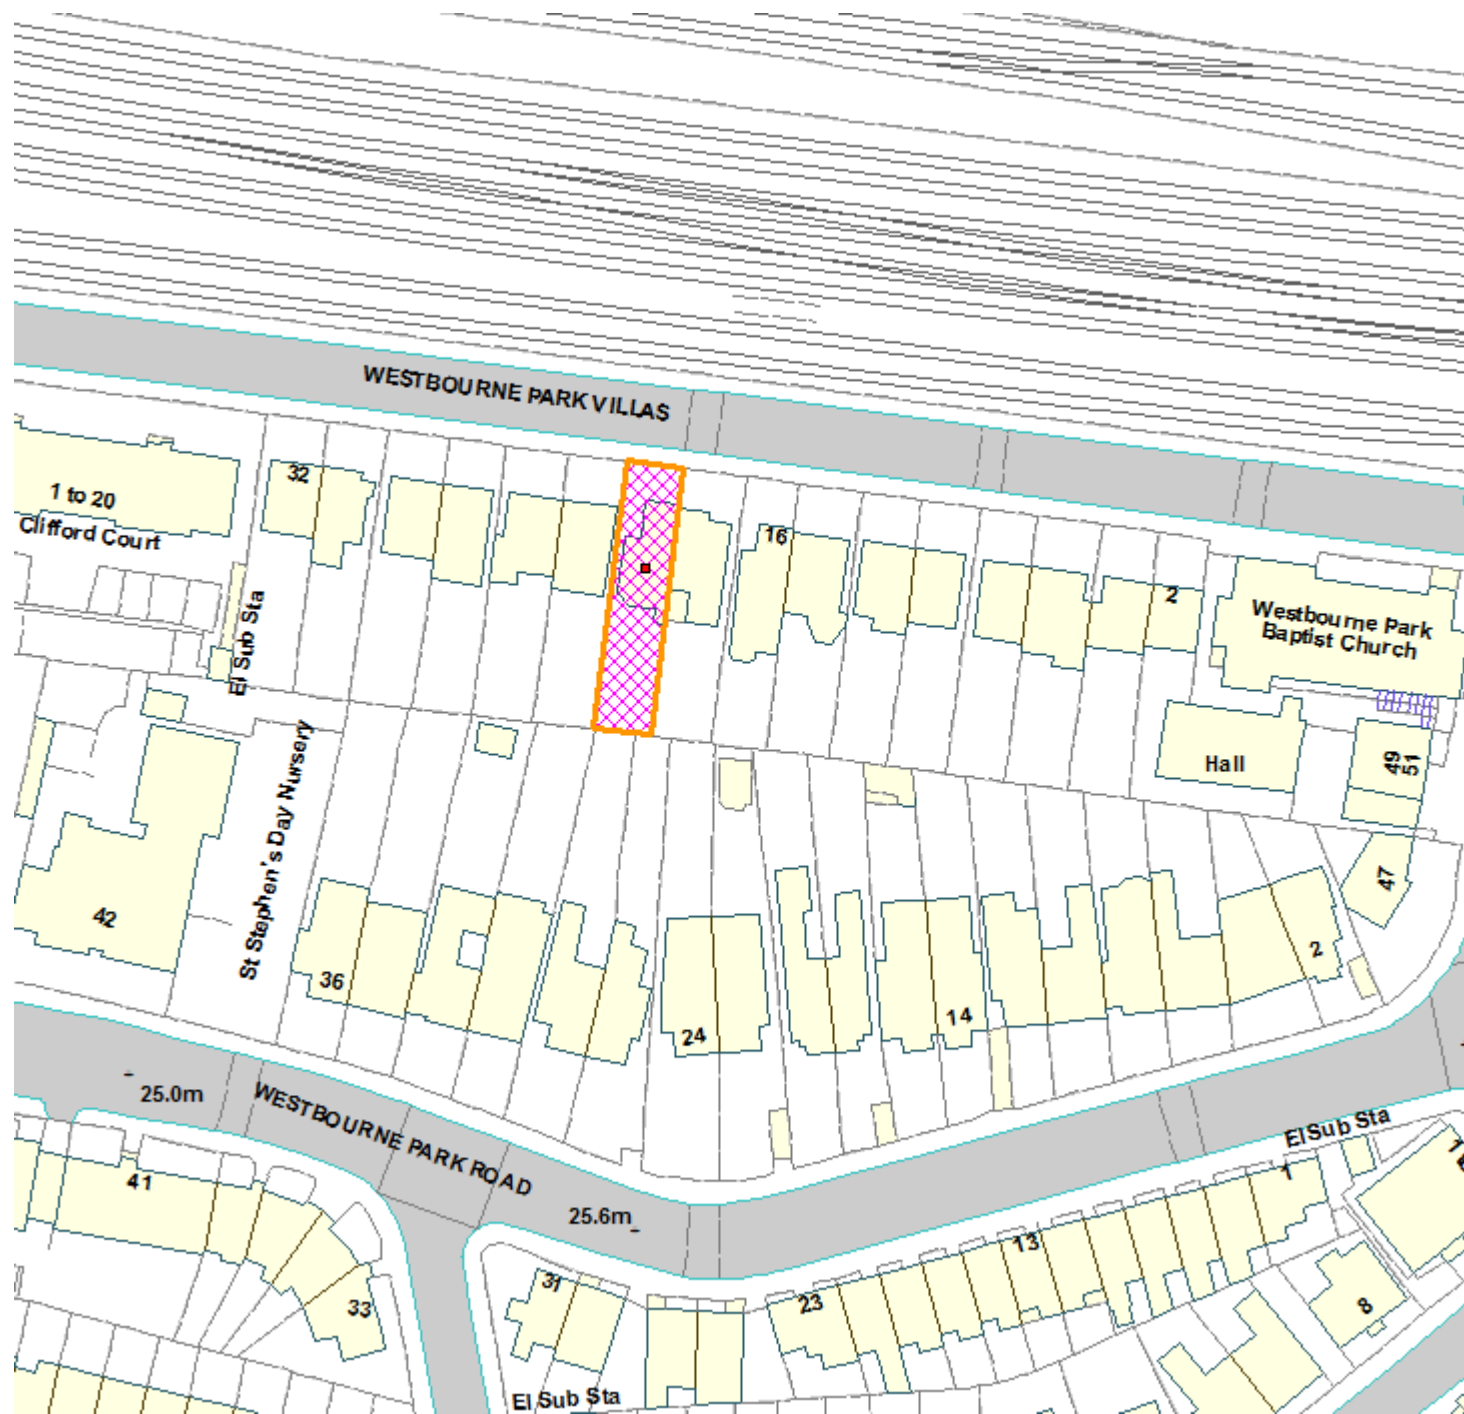 WESTBOURNE PARK VILLAS
32
1 to 20
Clifford Court
16
2
Westbourne Park
Baptist Church
El Sub Sta
Hall
49
51
St Stephen's Day Nursery
47
42
36
24
14
2
25.0m
WESTBOURNE PARK ROAD
25.6m
El Sub Sta
41
33
31
23
13
1
8
El Sub Sta